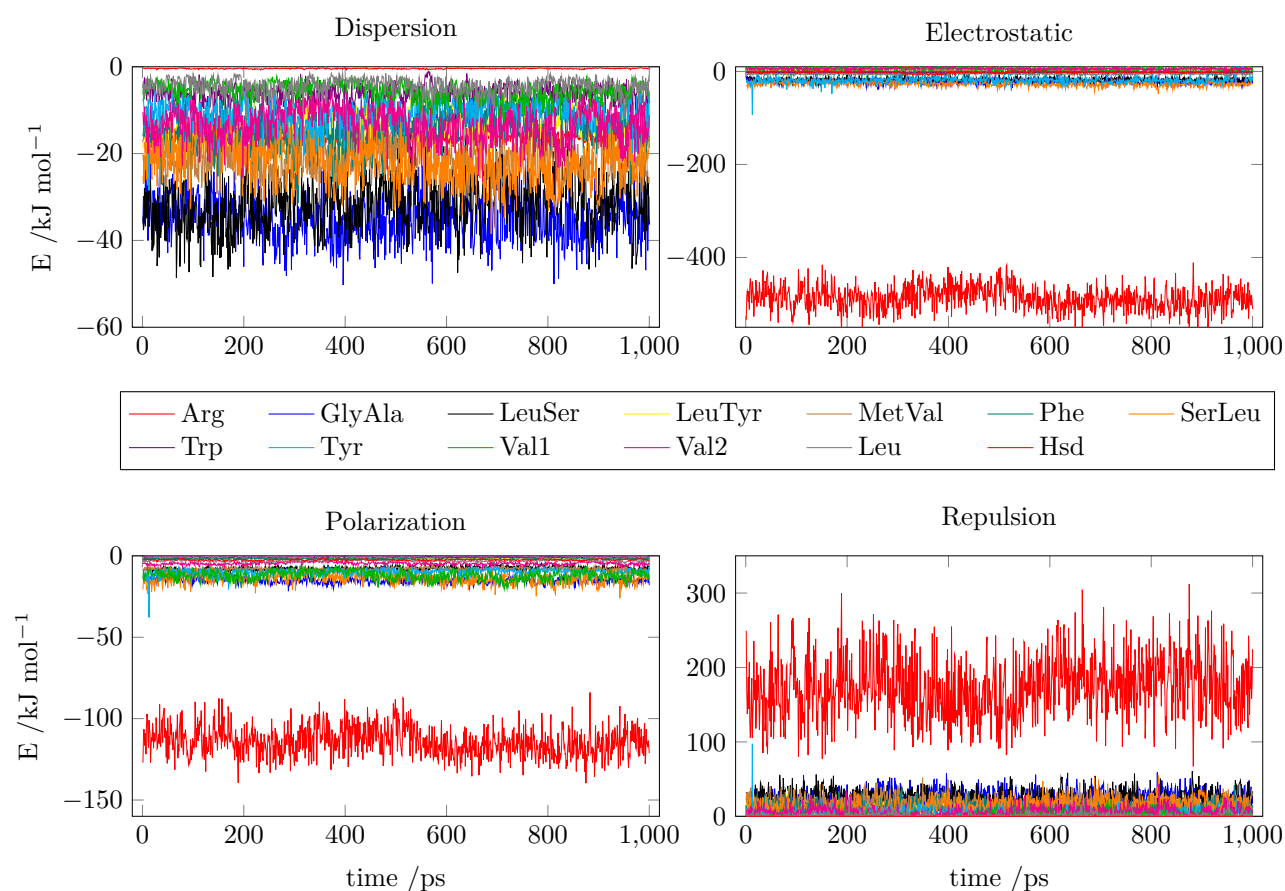 Dispersion
Electrostatic
E /kJ mol⁻¹
0
−20
−40
−60
0 200 400 600 800 1,000
0
−200
−400
0 200 400 600 800 1,000
Arg GlyAla LeuSer LeuTyr MetVal Phe SerLeu
Trp Tyr Val1 Val2 Leu Hsd
Polarization
Repulsion
E /kJ mol⁻¹
0
−50
−100
−150
0 200 400 600 800 1,000
time /ps
300
200
100
0
0 200 400 600 800 1,000
time /ps